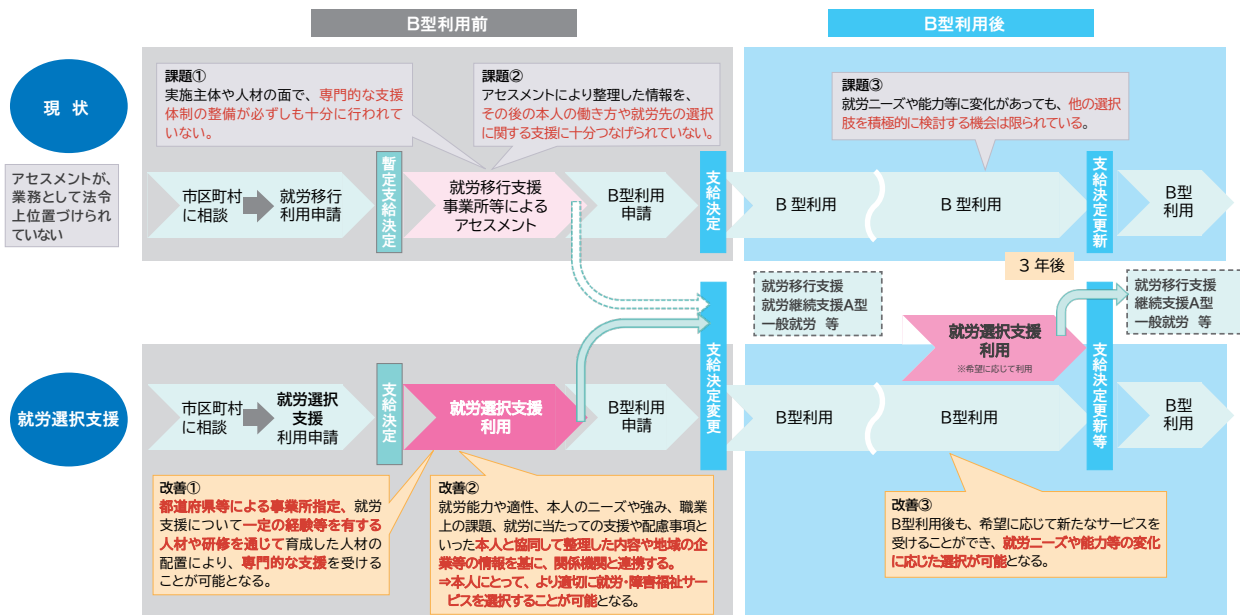 B型利用前
B型利用後
現 状
アセスメントが、
業務として法令
上位置づけられ
ていない
課題①
実施主体や人材の面で、専門的な支援
体制の整備が必ずしも十分に行われて
いない。
課題②
アセスメントにより整理した情報を、
その後の本人の働き方や就労先の選択
に関する支援に十分つなげられていない。
課題③
就労ニーズや能力等に変化があっても、他の選択
肢を積極的に検討する機会は限られている。
市区町村
に相談
就労移行
利用申請
暫定支給決定
就労移行支援
事業所等による
アセスメント
B型利用
申請
支給決定
B 型利用
B 型利用
支給決定更新
B型
利用
3 年後
就労移行支援
就労継続支援A型
一般就労 等
就労移行支援
継続支援A型
一般就労 等
就労選択支援
利用
※希望に応じて利用
就労選択支援
市区町村
に相談
就労選択
支援
利用申請
支給決定
就労選択支援
利用
B型利用
申請
支給決定変更
B型利用
B型利用
支給決定更新等
B型
利用
改善①
都道府県等による事業所指定、就労
支援について一定の経験等を有する
人材や研修を通じて育成した人材の
配置により、専門的な支援を受ける
ことが可能となる。
改善②
就労能力や適性、本人のニーズや強み、職業
上の課題、就労に当たっての支援や配慮事項と
いった本人と協同して整理した内容や地域の企
業等の情報を基に、関係機関と連携する。
⇒本人にとって、より適切に就労・障害福祉サー
ビスを選択することが可能となる。
改善③
B型利用後も、希望に応じて新たなサービスを
受けることができ、就労ニーズや能力等の変化
に応じた選択が可能となる。